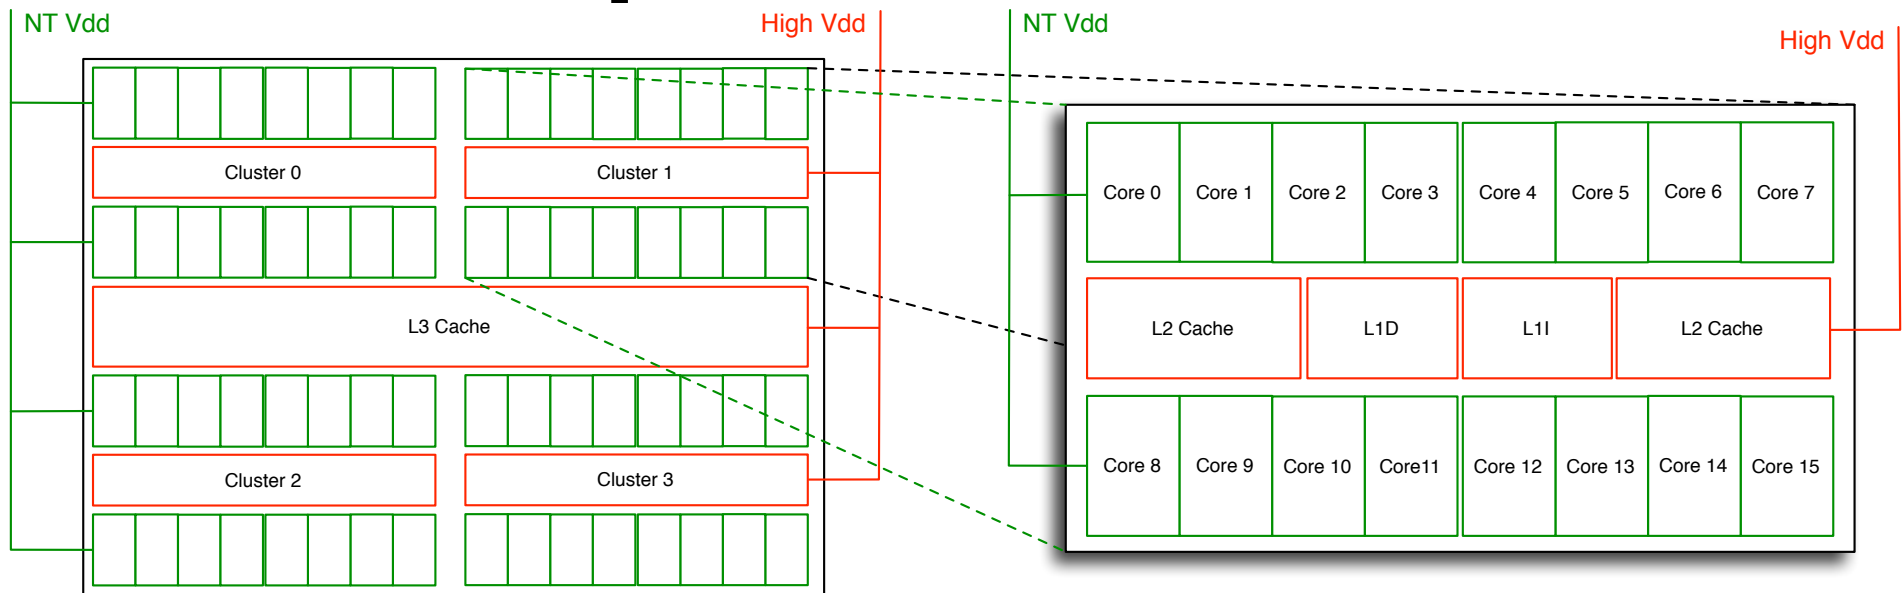 NT Vdd
High Vdd
NT Vdd
High Vdd
Cluster 0
Cluster 1
L3 Cache
Cluster 2
Cluster 3
Core 0
Core 1
Core 2
Core 3
Core 4
Core 5
Core 6
Core 7
L2 Cache
L1D
L1I
L2 Cache
Core 8
Core 9
Core 10
Core11
Core 12
Core 13
Core 14
Core 15